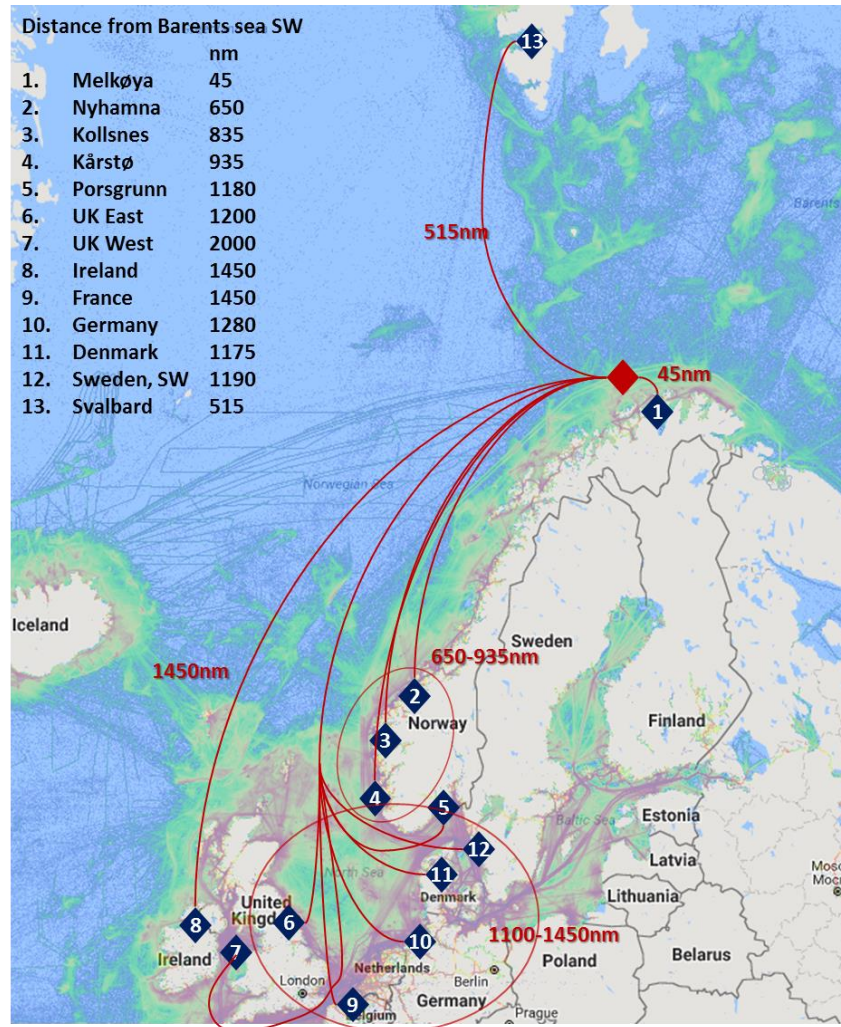 Distance from Barents sea SW
nm
1. Melkøya 45
2. Nyhamna 650
3. Kollsnes 835
4. Kårstø 935
5. Porsgrunn 1180
6. UK East 1200
7. UK West 2000
8. Ireland 1450
9. France 1450
10. Germany 1280
11. Denmark 1175
12. Sweden, SW 1190
13. Svalbard 515
13
Barents
515nm
45nm
1
Norwegian Sea
Iceland
Sweden
1450nm
650-935nm
2
Norway
Finland
3
4
5
Estonia
Baltic Sea
12
Latvia
North Sea
11
Denmark
Lithuania
United
Kingdom
6
8
1100-1450nm
10
Ireland
7
Netherlands
Belarus
Poland
Berlin
London
Germany
9
Belgium
Prague